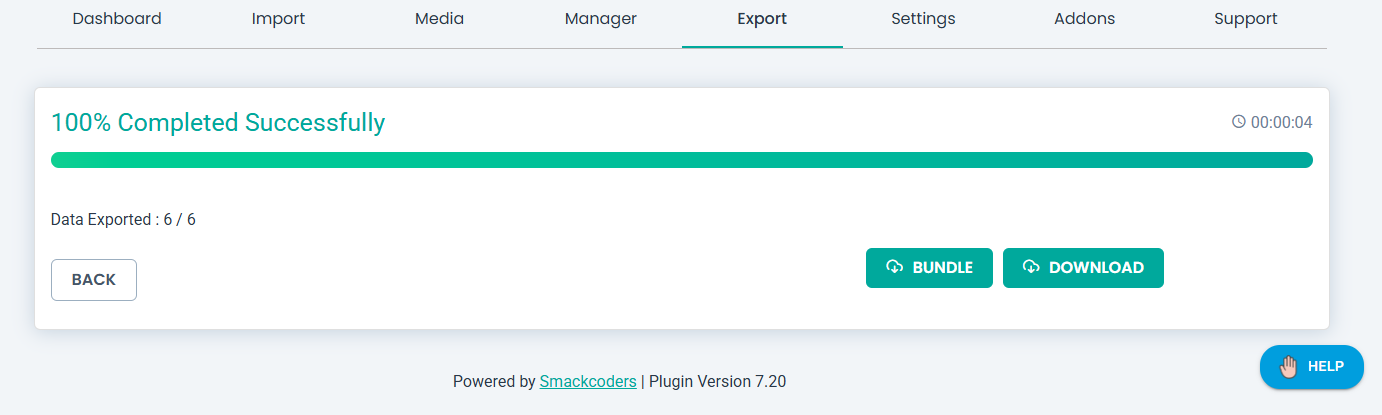 Dashboard Import Media Manager Export Settings Addons Support
100% Completed Successfully 00:00:04
Data Exported : 6 / 6
BACK BUNDLE DOWNLOAD
HELP
Powered by Smackcoders | Plugin Version 7.20